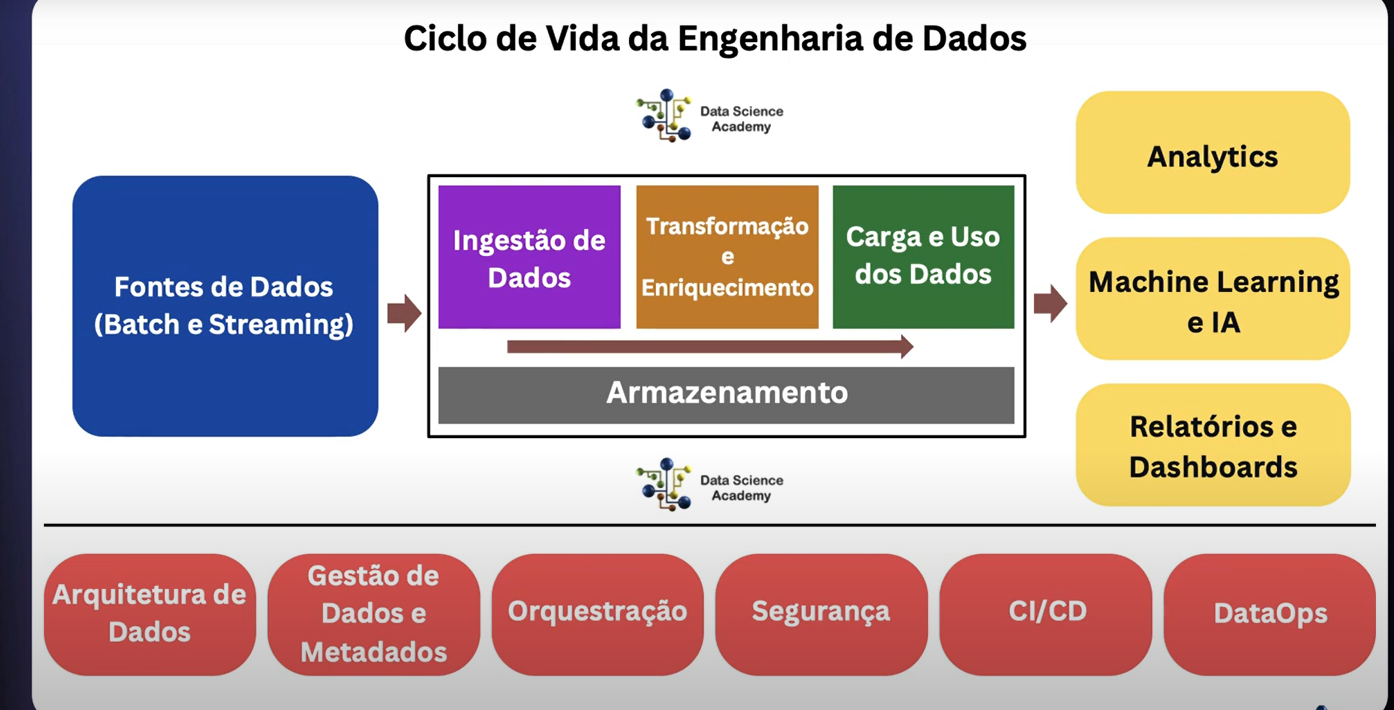 Ciclo de Vida da Engenharia de Dados
Data Science
Academy
Fontes de Dados
(Batch e Streaming)
Ingestão de
Dados
Transformação
e
Enriquecimento
Carga e Uso
dos Dados
Armazenamento
Analytics
Machine Learning
e IA
Relatórios e
Dashboards
Data Science
Academy
Arquitetura de
Dados
Gestão de
Dados e
Metadados
Orquestração
Segurança
CI/CD
DataOps